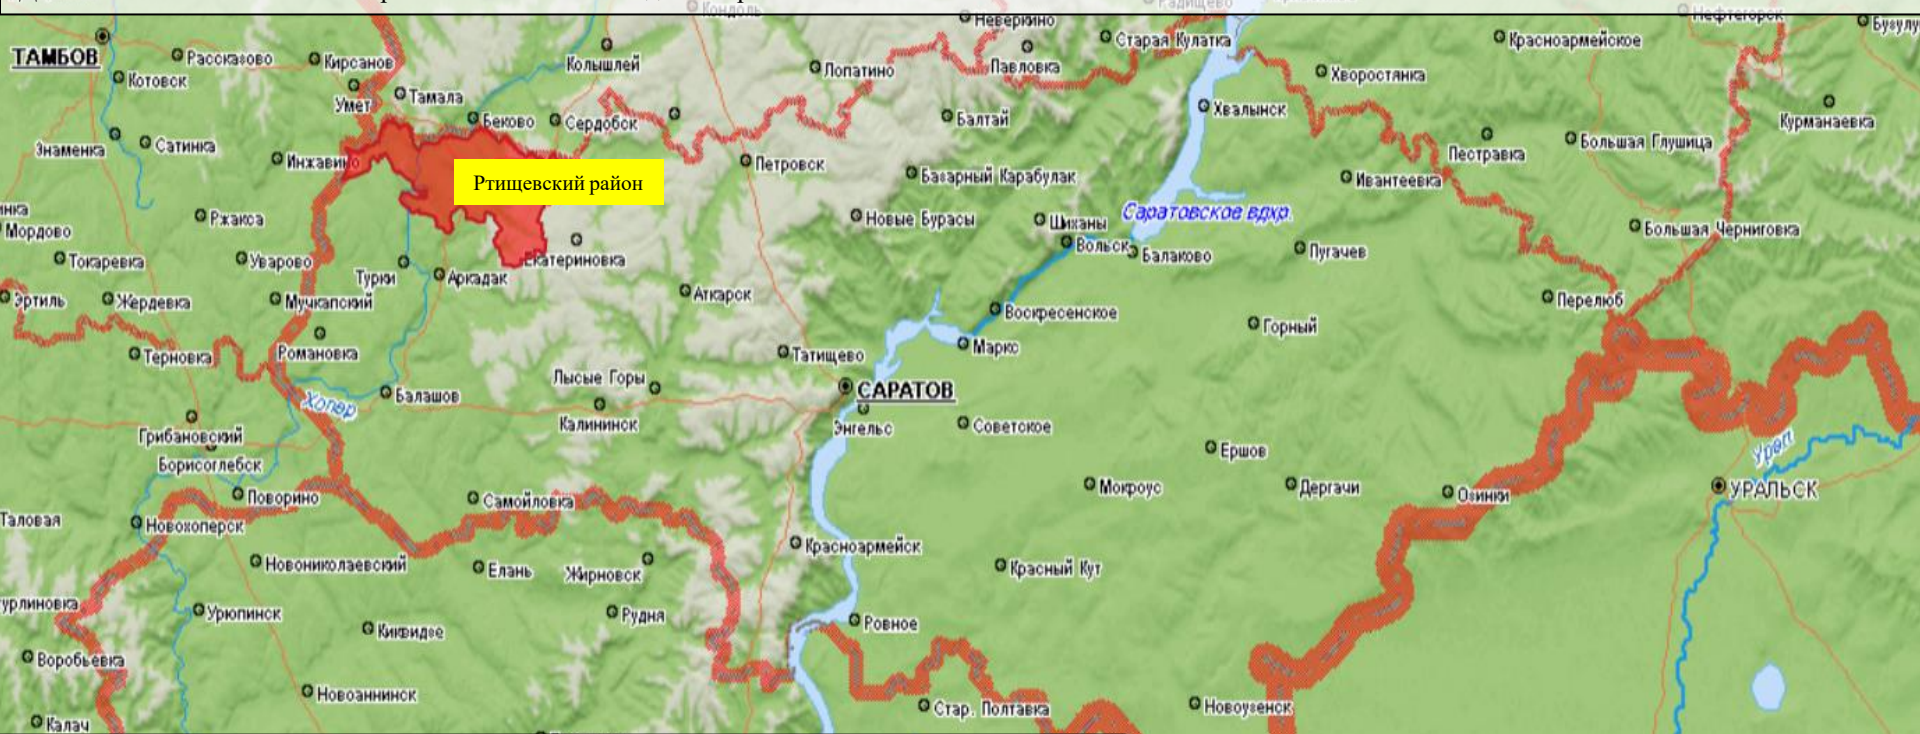 Кондоль
Радищево
Нефтегорск
Неверкино
ТАМБОВ
Рассказово
Кирсанов
Колышлей
Старая Кулатка
Красноармейское
Котовск
Умет
Тамала
Лопатино
Павловка
Хворостянка
Хвалынск
Курманаевка
Знаменка
Сатинка
Беково
Сердобск
Балтай
Пестравка
Большая Глушица
Инжавино
Петровск
Базарный Карабулак
Ивантеевка
Ртищевский район
Мордово
Ржакса
Новые Бурасы
Шиханы
Саратовское вдхр.
Большая Черниговка
Токаревка
Уварово
Турки
Аркадак
Екатериновка
Вольск
Балаково
Пугачев
Эртиль
Жердевка
Мучкапский
Аткарск
Воскресенское
Перелюб
Горный
Терновка
Романовка
Татищево
Маркс
Лысые Горы
САРАТОВ
Хопер
Балашов
Калининск
Энгельс
Советское
Грибановский
Борисоглебск
Ершов
Урал
Поворино
Самойловка
Мокроус
Дергачи
Озинки
УРАЛЬСК
Таловая
Новохоперск
Новониколаевский
Елань
Жирновск
Красноармейск
Красный Кут
урлиновка
Урюпинск
Киквидзе
Рудня
Ровное
Воробьевка
Новоаннинск
Калач
Стар. Полтавка
Новоузенск